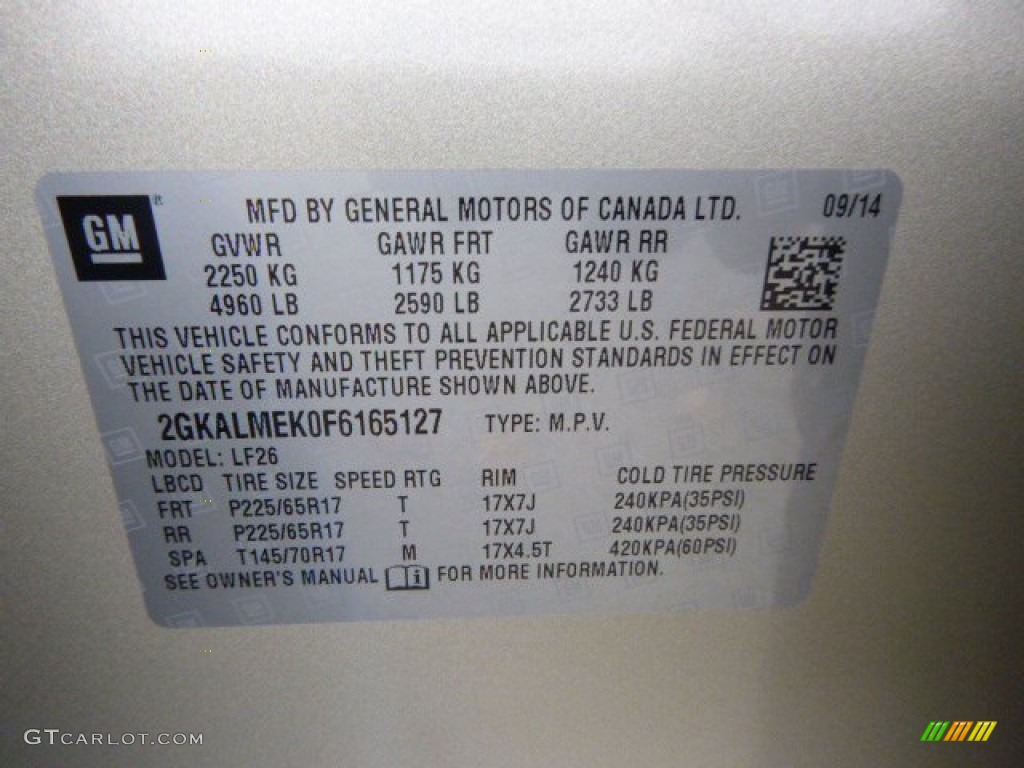 GM® MFD BY GENERAL MOTORS OF CANADA LTD. 09/14
GVWR GAWR FRT GAWR RR
2250 KG 1175 KG 1240 KG
4960 LB 2590 LB 2733 LB
THIS VEHICLE CONFORMS TO ALL APPLICABLE U.S. FEDERAL MOTOR
VEHICLE SAFETY AND THEFT PREVENTION STANDARDS IN EFFECT ON
THE DATE OF MANUFACTURE SHOWN ABOVE.
2GKALMEK0F6165127 TYPE: M.P.V.
MODEL: LF26
LBCD TIRE SIZE SPEED RTG RIM COLD TIRE PRESSURE
FRT P225/65R17 T 17X7J 240KPA(35PSI)
RR P225/65R17 T 17X7J 240KPA(35PSI)
SPA T145/70R17 M 17X4.5T 420KPA(60PSI)
SEE OWNER'S MANUAL i FOR MORE INFORMATION.
GTCARLOT.COM